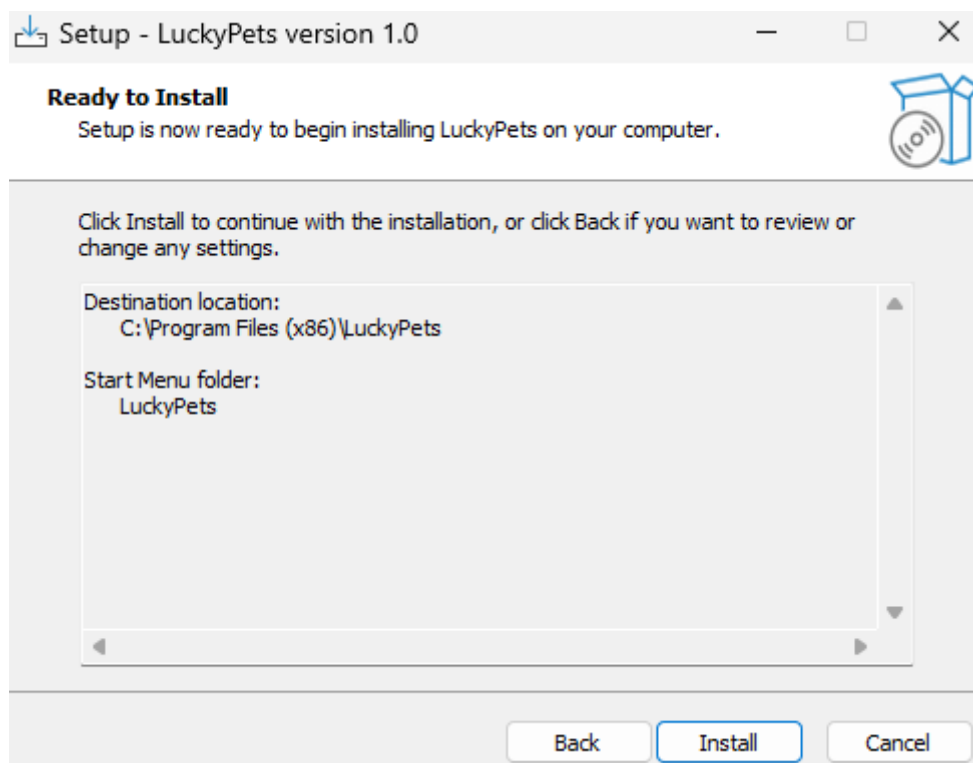 Setup - LuckyPets version 1.0
Ready to Install
Setup is now ready to begin installing LuckyPets on your computer.
Click Install to continue with the installation, or click Back if you want to review or
change any settings.
Destination location:
C:\Program Files (x86)\LuckyPets
Start Menu folder:
LuckyPets
Back
Install
Cancel